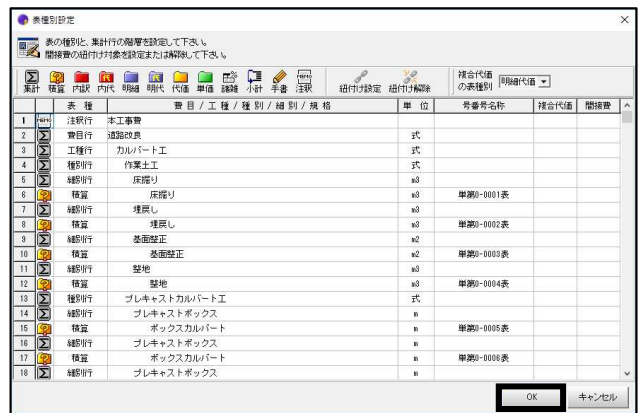 表種別設定
表の種別と、集計行の階層を設定して下さい。
間接費の紐付け対象を設定または解除して下さい。
集計 積算 内訳 内代 明細 明代 代価 単価 諸雑 小計 手書 注釈 紐付け設定 紐付け解除 複合代価の表種別 明細代価
表 種 費 目 / 工 種 / 種 別 / 細 別 / 規 格 単 位 号番号名称 複合代価 間接費
1 MEMO 注釈行 本工事費
2 Σ 費目行 道路改良 式
3 Σ 工種行 カルバート工 式
4 Σ 種別行 作業土工 式
5 Σ 細別行 床掘り m3
6 積算 床掘り m3 単第0-0001表
7 Σ 細別行 埋戻し m3
8 積算 埋戻し m3 単第0-0002表
9 Σ 細別行 基面整正 m2
10 積算 基面整正 m2 単第0-0003表
11 Σ 細別行 整地 m3
12 積算 整地 m3 単第0-0004表
13 Σ 種別行 プレキャストカルバート工 式
14 Σ 細別行 プレキャストボックス m
15 積算 ボックスカルバート m 単第0-0005表
16 Σ 細別行 プレキャストボックス m
17 積算 ボックスカルバート m 単第0-0006表
18 Σ 細別行 プレキャストボックス m
OK キャンセル